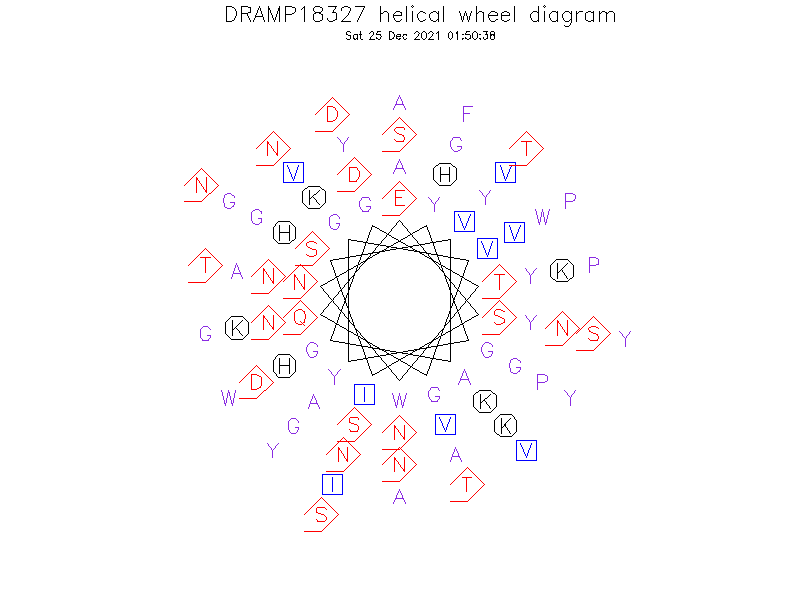 DRAMP18327 helical wheel diagram
Sat 25 Dec 2021 01:50:38
A
D F
S
Y G
N T
A
V D H V
N
K E Y
G G Y P
G G V W
H V
S V
T A N N T Y K P
G K N Q S Y N S Y
G G
H G
Y A
D P
I G
W A W K Y
G S V K
N
Y N A V
N
I T
A
S